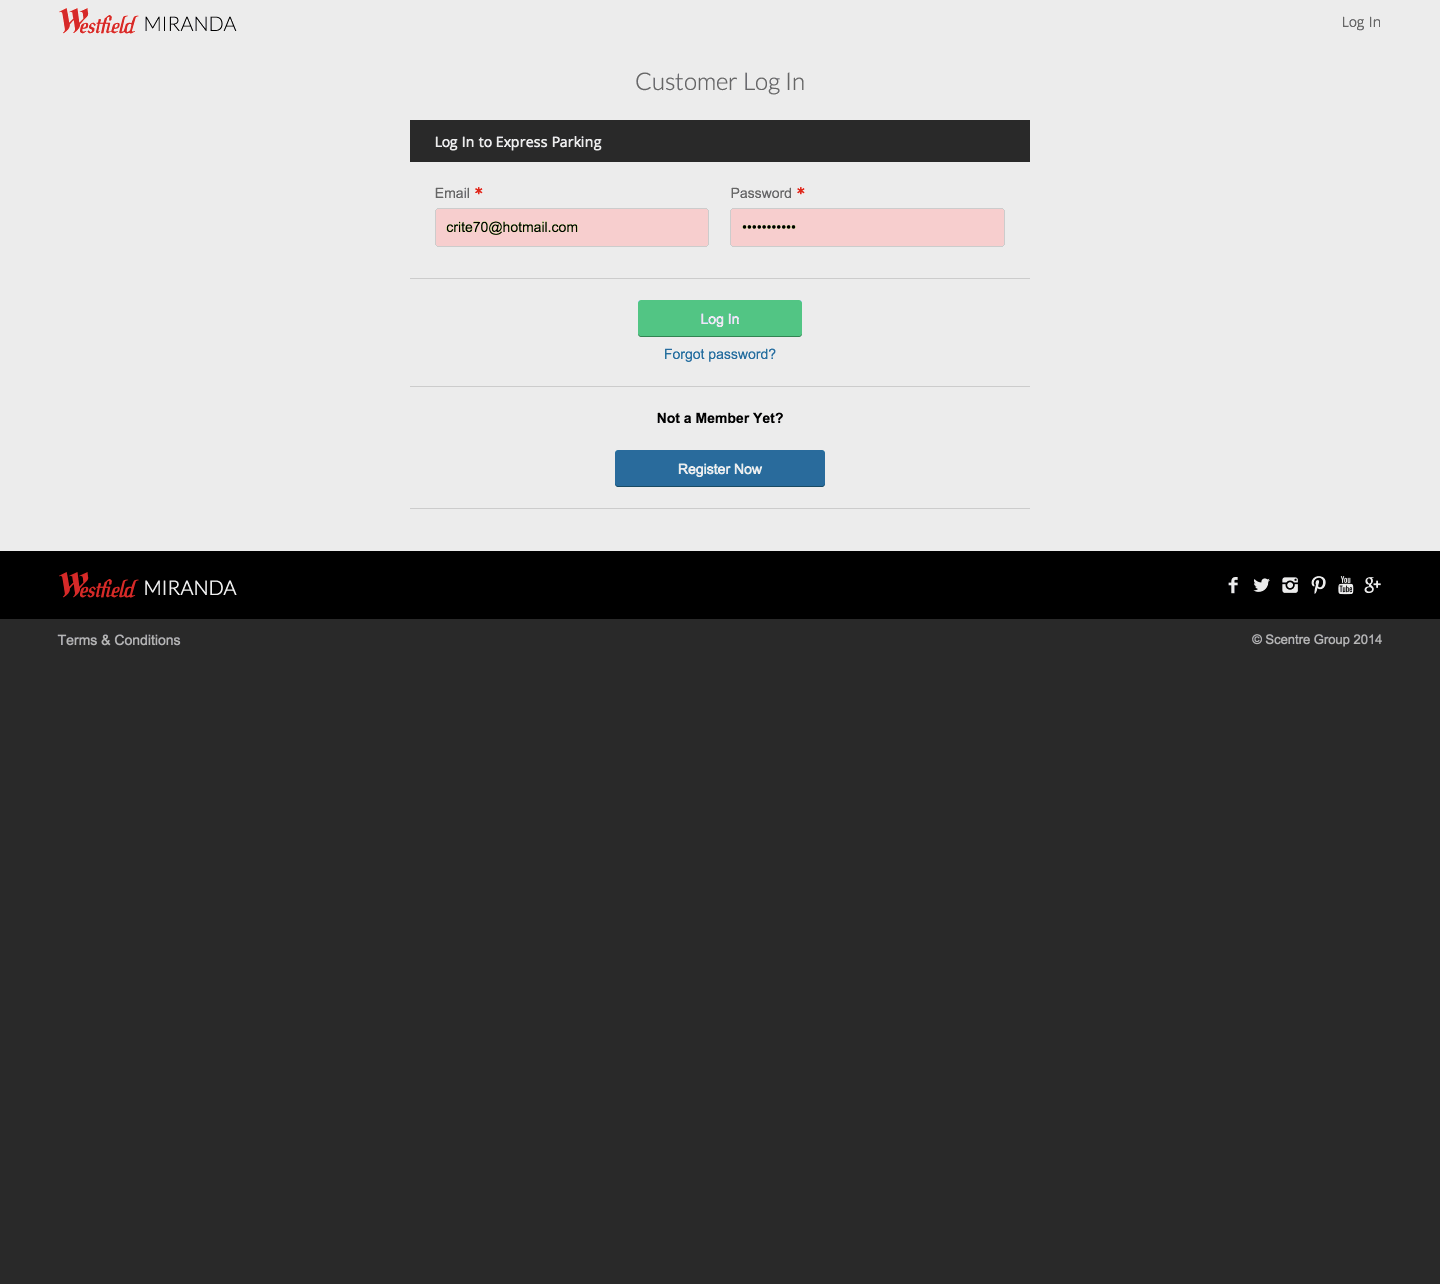 Westfield MIRANDA
Log In
Customer Log In
Log In to Express Parking
Email *
Password *
crite70@hotmail.com
•••••••••••
Log In
Forgot password?
Not a Member Yet?
Register Now
Westfield MIRANDA
You Tube
g+
Terms & Conditions
© Scentre Group 2014